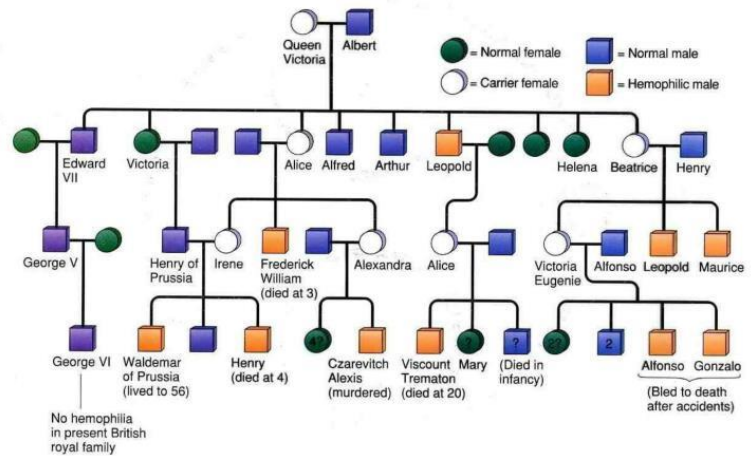 Queen
Victoria
Albert
= Normal female
= Normal male
= Carrier female
= Hemophilic male
Edward
VII
Victoria
Alice
Alfred
Arthur
Leopold
Helena
Beatrice
Henry
George V
Henry of
Prussia
Irene
Frederick
William
(died at 3)
Alexandra
Alice
Victoria
Eugenie
Alfonso
Leopold
Maurice
George VI
Waldemar
of Prussia
(lived to 56)
Henry
(died at 4)
4?
Czarevitch
Alexis
(murdered)
Viscount
Trematon
(died at 20)
?
Mary
?
(Died in
infancy)
2?
2
Alfonso
Gonzalo
(Bled to death
after accidents)
No hemophilia
in present British
royal family